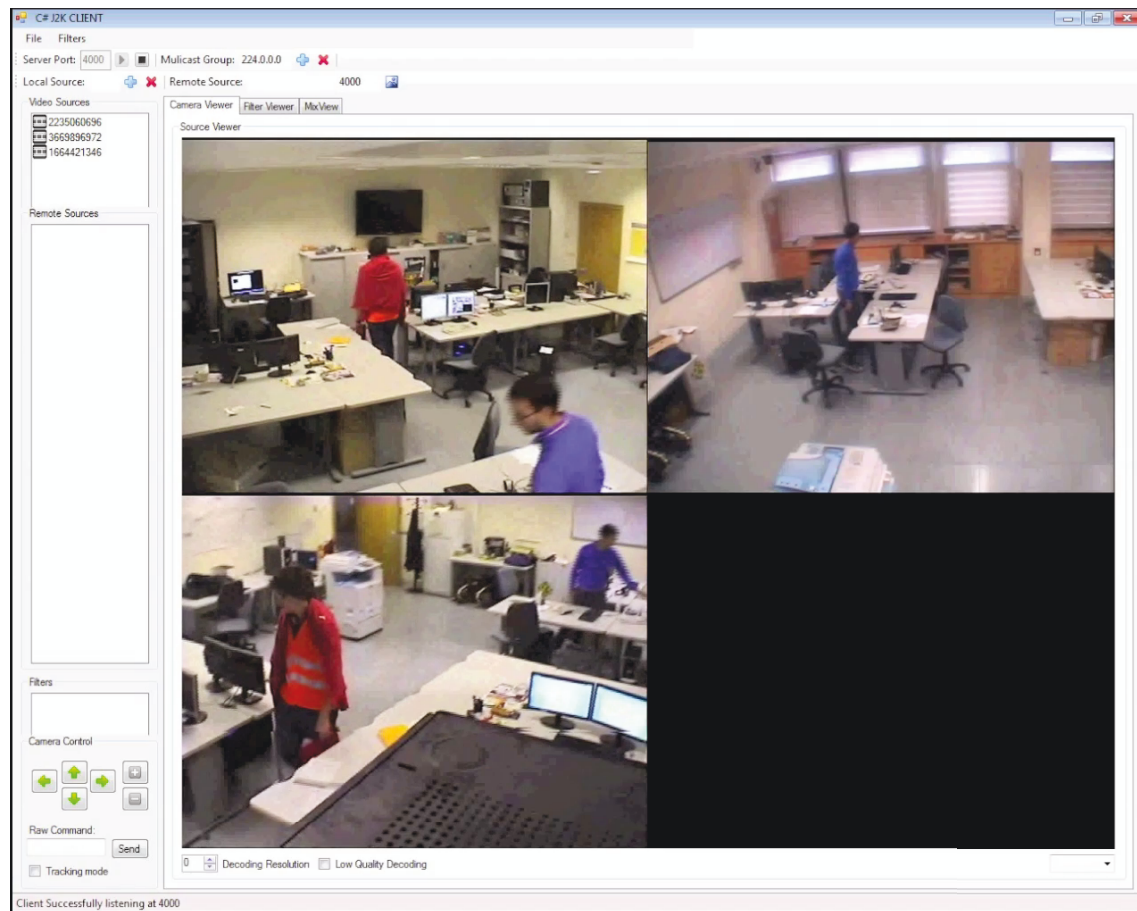 C# J2K CLIENT
File Filters
Server Port: 4000 Mulicast Group: 224.0.0.0
Local Source: Remote Source: 4000
Video Sources
2235060696
3669896972
1664421346
Remote Sources
Filters
Camera Control
Raw Command:
Send
Tracking mode
Camera Viewer Filter Viewer MixView
Source Viewer
0 Decoding Resolution Low Quality Decoding
Client Successfully listening at 4000